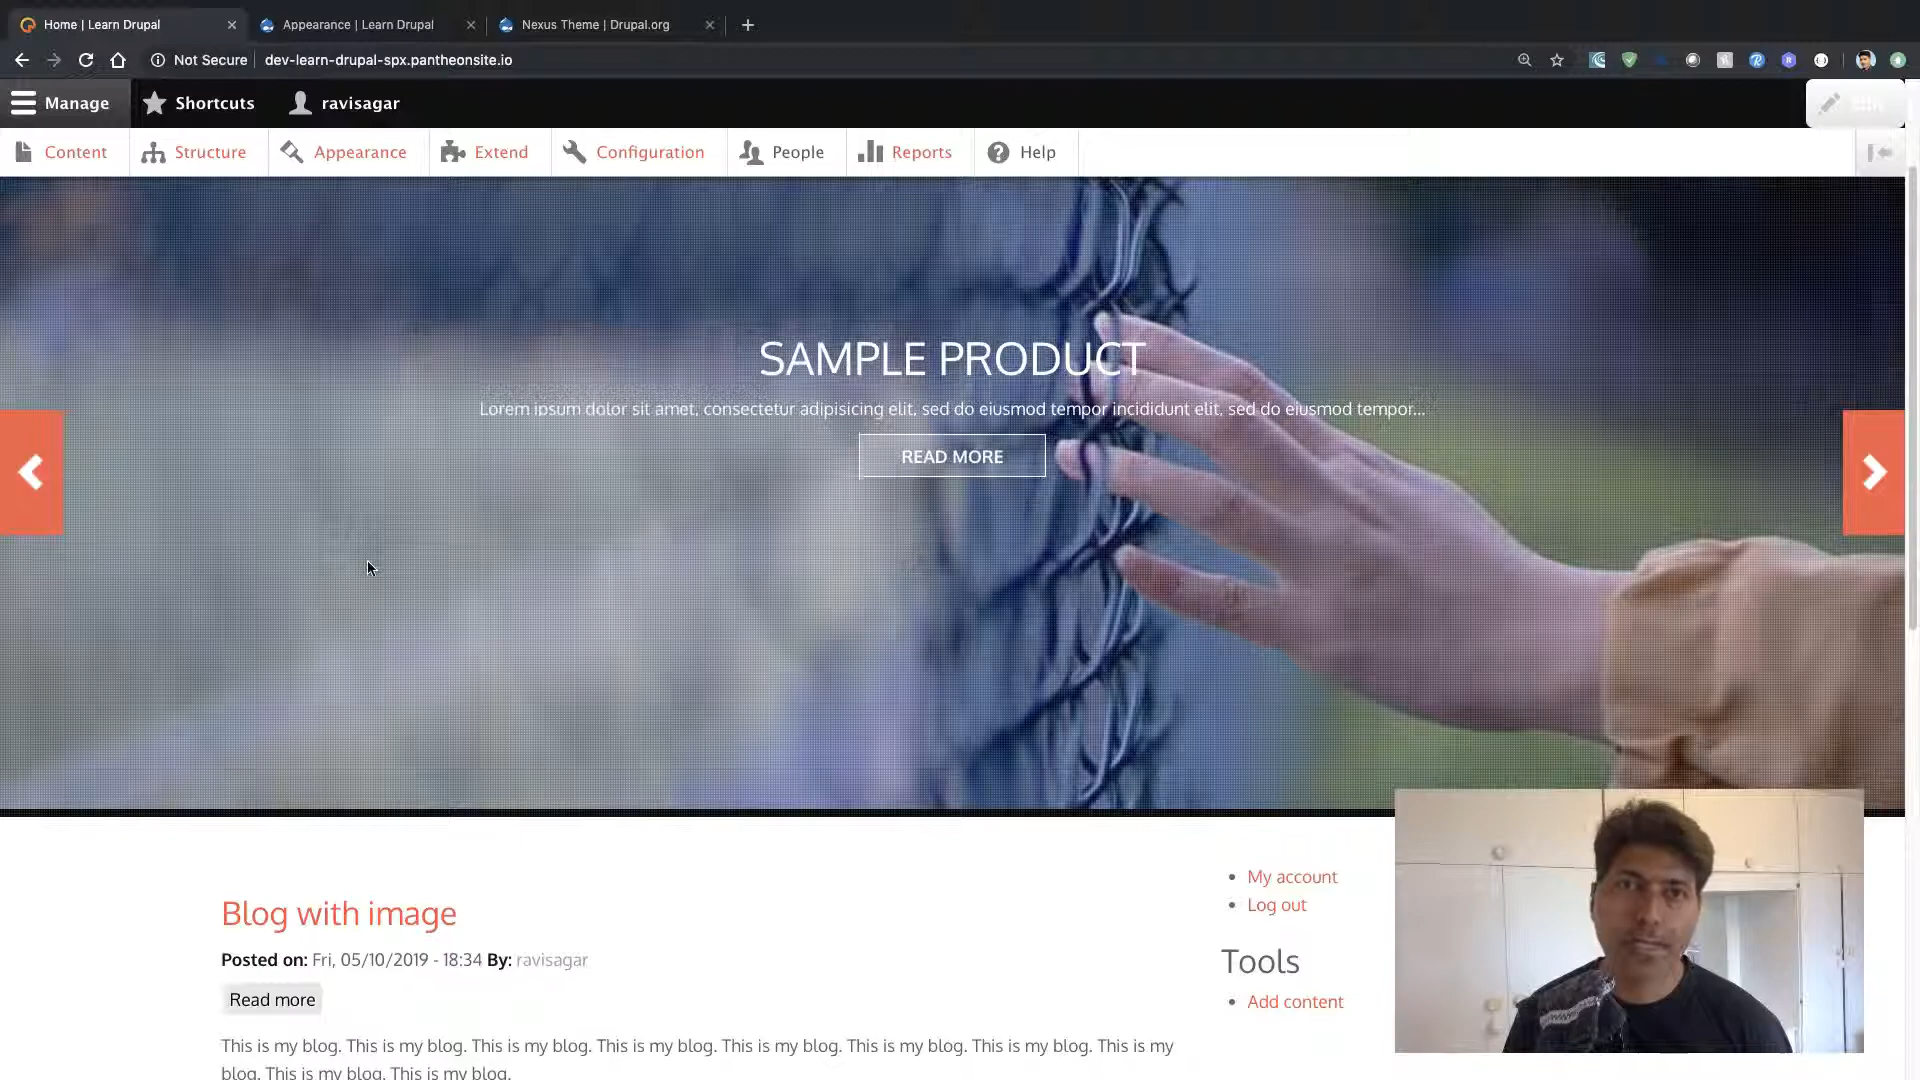 Home | Learn Drupal
Appearance | Learn Drupal
Nexus Theme | Drupal.org
Not Secure
dev-learn-drupal-spx.pantheonsite.io
Manage
Shortcuts
ravisagar
Content
Structure
Appearance
Extend
Configuration
People
Reports
Help
SAMPLE PRODUCT
Lorem ipsum dolor sit amet, consectetur adipisicing elit, sed do eiusmod tempor incididunt elit, sed do eiusmod tempor...
READ MORE
Blog with image
Posted on: Fri, 05/10/2019 - 18:34 By: ravisagar
Read more
This is my blog. This is my blog. This is my blog. This is my blog. This is my blog. This is my blog. This is my blog. This is my
blog. This is my blog. This is my blog.
My account
Log out
Tools
Add content